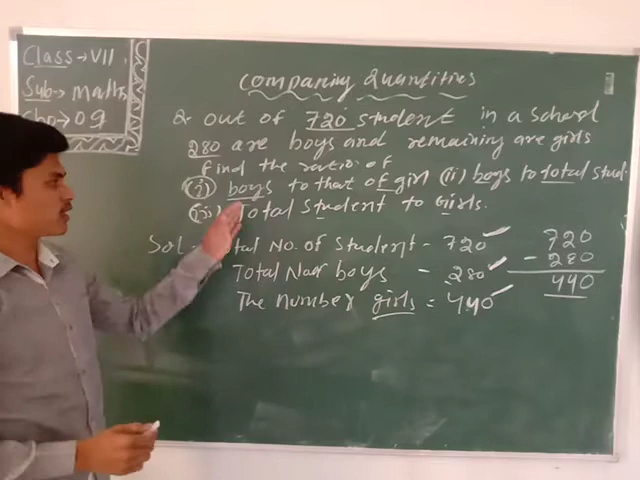 Class → VII
Sub → maths
Chp → 09
Comparing Quantities
Q. out of 720 student in a school
280 are boys and remaining are girls
find the ratio of
(i) boys to that of girl (ii) boys to total stud.
(iii) Total student to Girls.
Sol - Total No. of student - 720
Total No of boys - 280
The number girls = 440
720
- 280
440